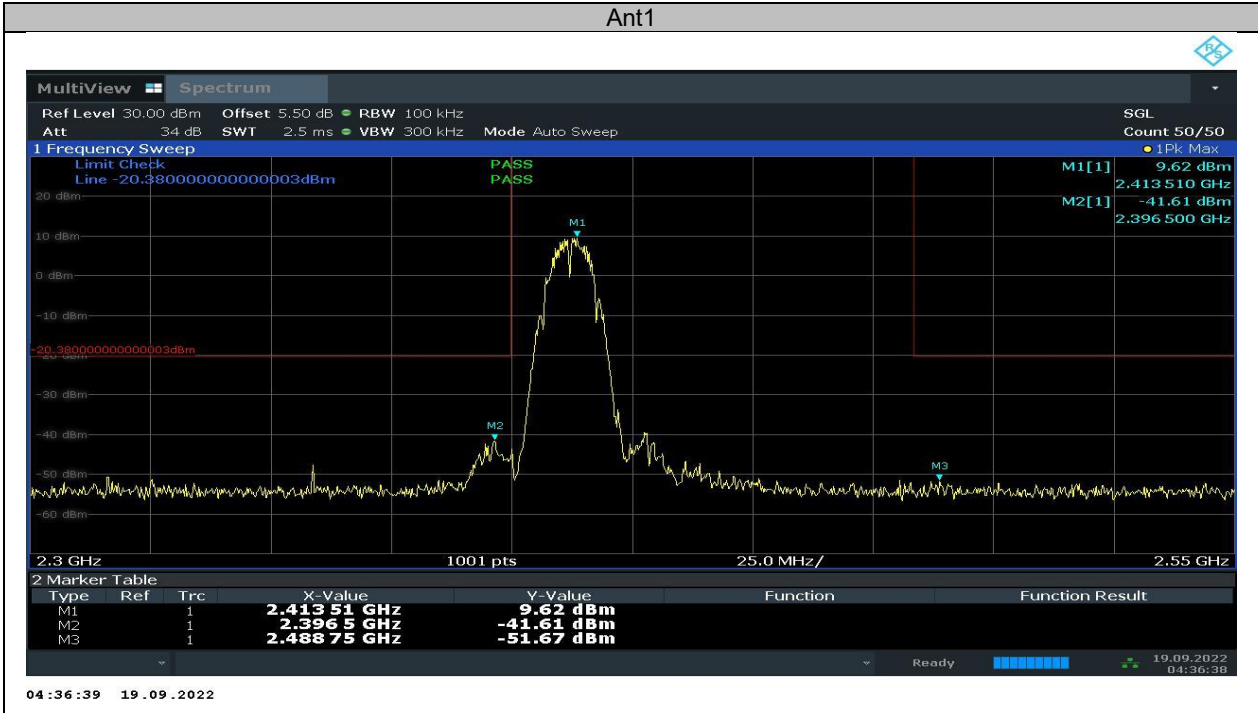 Ant1
R&S
MultiView Spectrum
Ref Level 30.00 dBm Offset 5.50 dB RBW 100 kHz SGL
Att 34 dB SWT 2.5 ms VBW 300 kHz Mode Auto Sweep Count 50/50
1 Frequency Sweep 1Pk Max
Limit Check PASS M1[1] 9.62 dBm
Line -20.380000000000003dBm PASS 2.413510 GHz
20 dBm M2[1] -41.61 dBm
2.396500 GHz
M1
10 dBm
0 dBm
-10 dBm
-20.380000000000003dBm
-20 dBm
-30 dBm
M2
-40 dBm
M3
-50 dBm
-60 dBm
2.3 GHz 1001 pts 25.0 MHz/ 2.55 GHz
2 Marker Table
Type Ref Trc X-Value Y-Value Function Function Result
M1 1 2.413 51 GHz 9.62 dBm
M2 1 2.396 5 GHz -41.61 dBm
M3 1 2.488 75 GHz -51.67 dBm
Ready 19.09.2022
04:36:38
04:36:39 19.09.2022